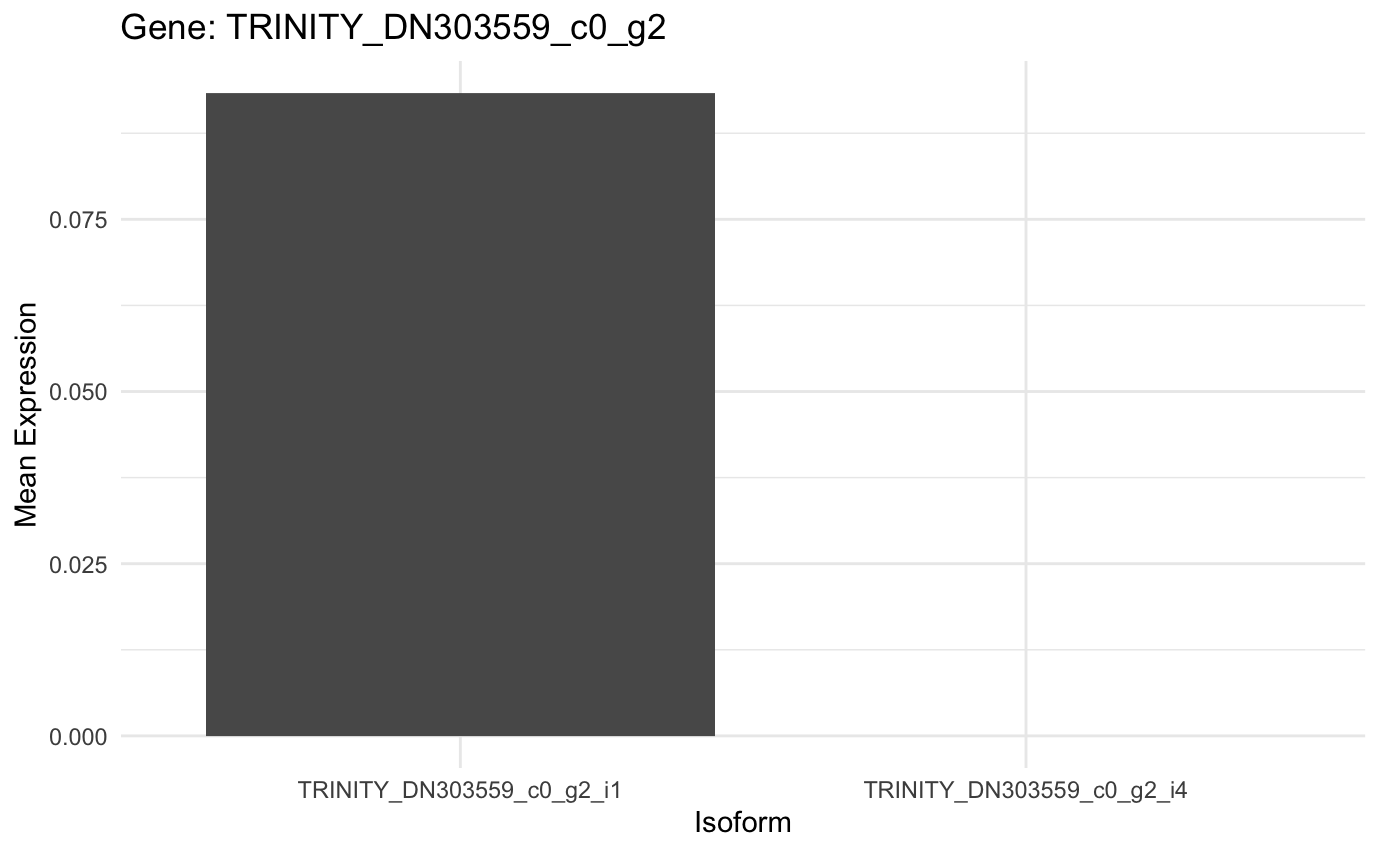 Gene: TRINITY_DN303559_c0_g2
Mean Expression
0.075
0.050
0.025
0.000
TRINITY_DN303559_c0_g2_i1
TRINITY_DN303559_c0_g2_i4
Isoform